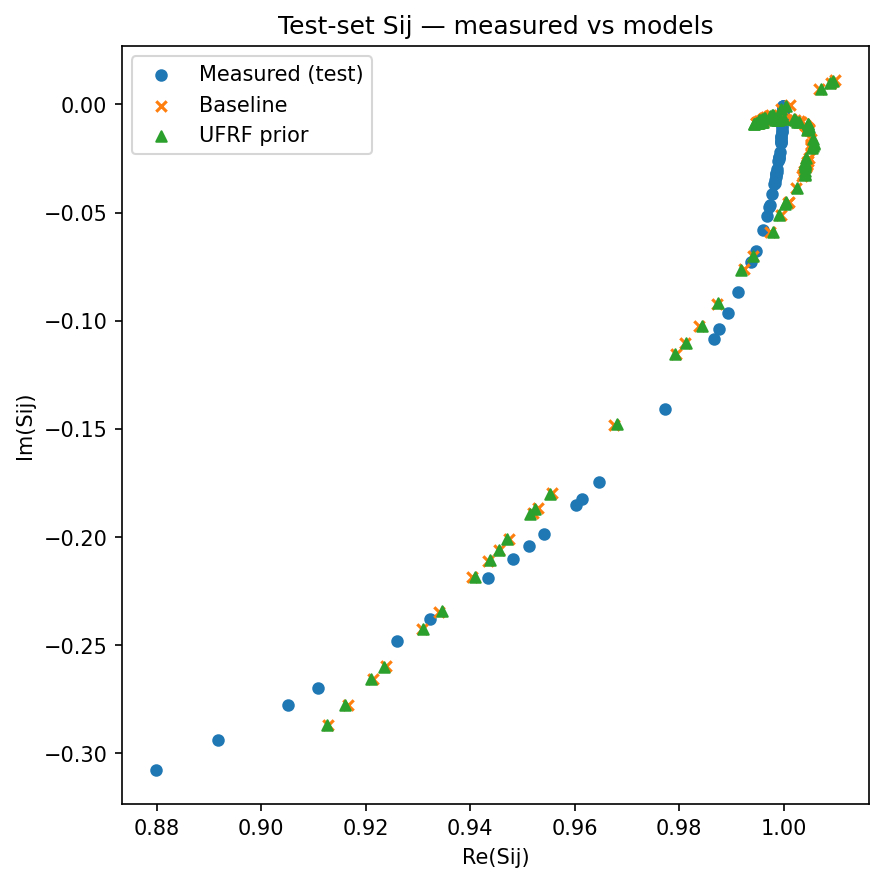 Test-set Sij — measured vs models
Measured (test)
Baseline
UFRF prior
0.00
−0.05
−0.10
−0.15
−0.20
−0.25
−0.30
Im(Sij)
0.88 0.90 0.92 0.94 0.96 0.98 1.00
Re(Sij)